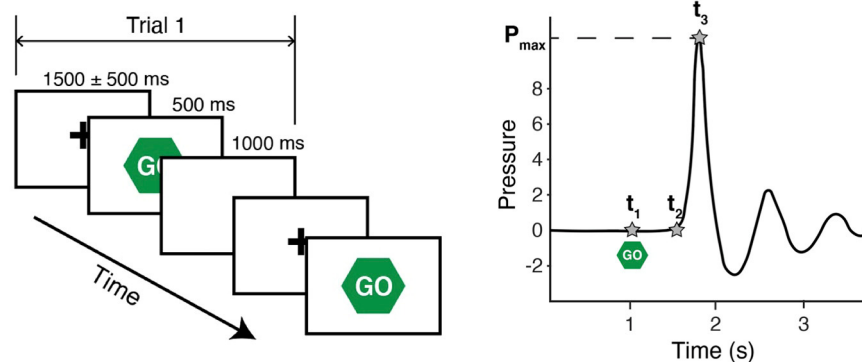 Trial 1
1500 ± 500 ms
500 ms
1000 ms
GO
GO
Time
Pressure
Pmax
8
6
4
2
0
-2
t3
t1
t2
GO
1
2
3
Time (s)